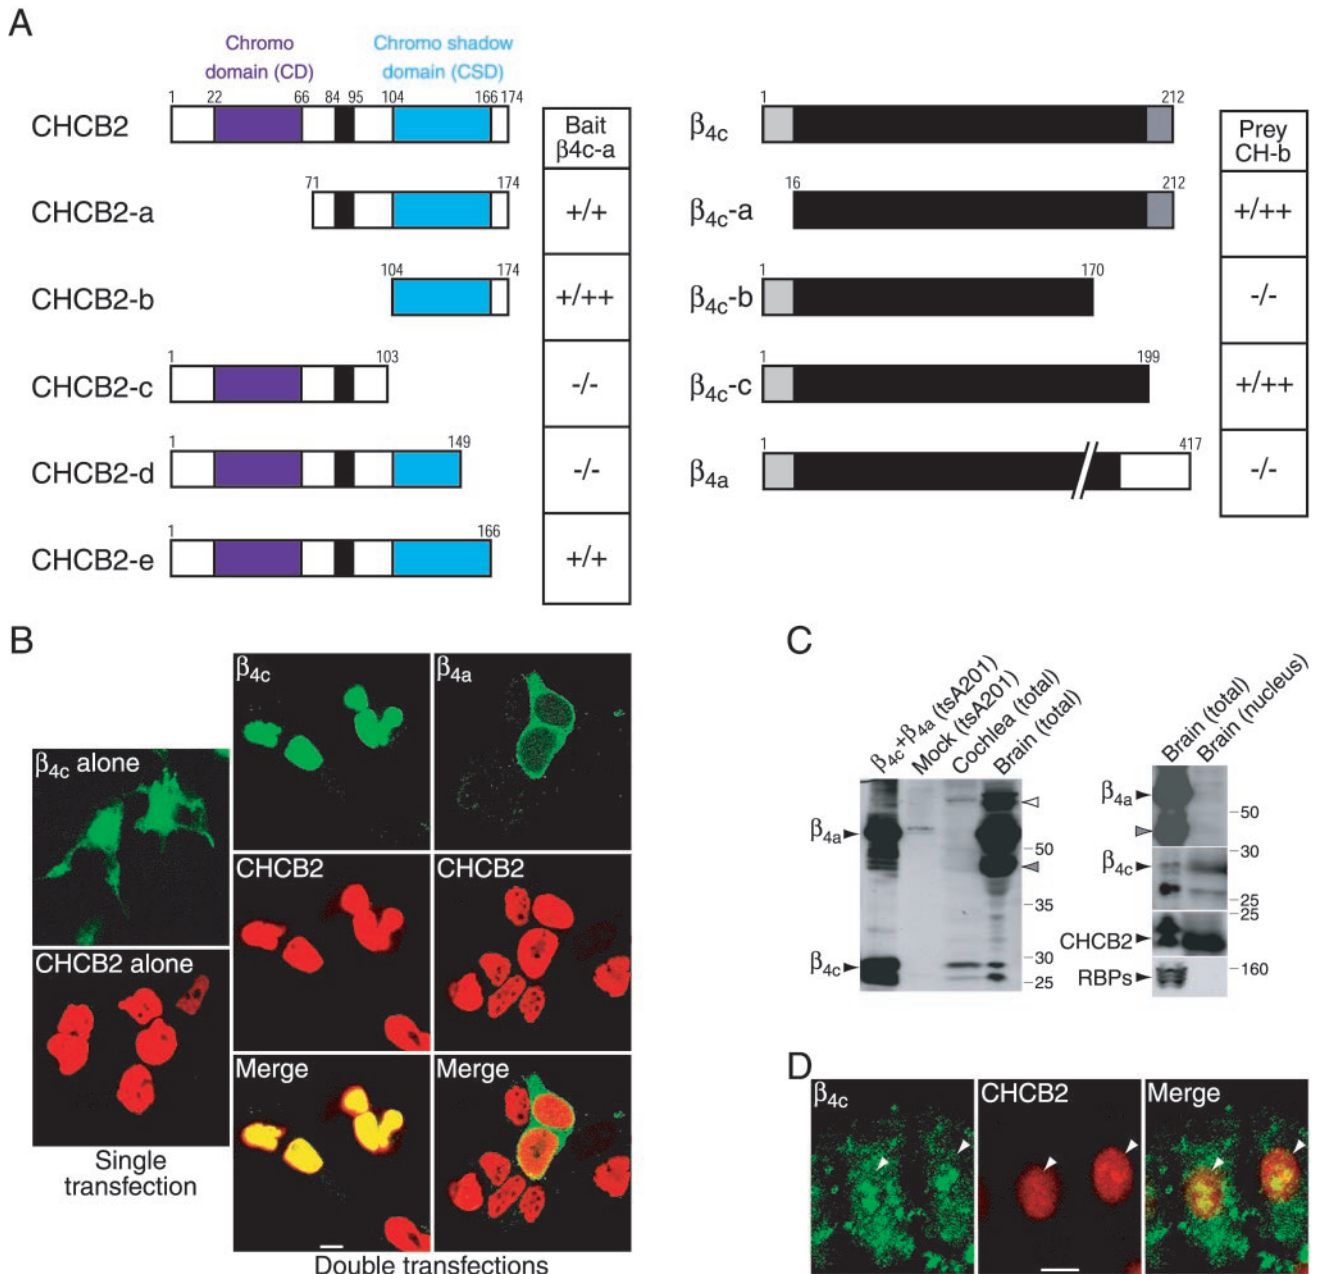 A
Chromo
domain (CD)
Chromo shadow
domain (CSD)
1 22 66 84 95 104 166 174
CHCB2
Bait
β4c-a
71 174
CHCB2-a
+/+
104 174
CHCB2-b
+/++
1 103
CHCB2-c
-/-
1 149
CHCB2-d
-/-
1 166
CHCB2-e
+/+
1 212
β4c
Prey
CH-b
16 212
β4c-a
+/++
1 170
β4c-b
-/-
1 199
β4c-c
+/++
1 417
β4a
-/-
B
β4c alone
CHCB2 alone
Single
transfection
β4c
β4a
CHCB2
CHCB2
Merge
Merge
Double transfections
C
β4c+β4a (tsA201)
Mock (tsA201)
Cochlea (total)
Brain (total)
β4a
50
35
β4c
30
25
Brain (total)
Brain (nucleus)
β4a
50
30
β4c
25
25
CHCB2
RBPs
160
D
β4c
CHCB2
Merge